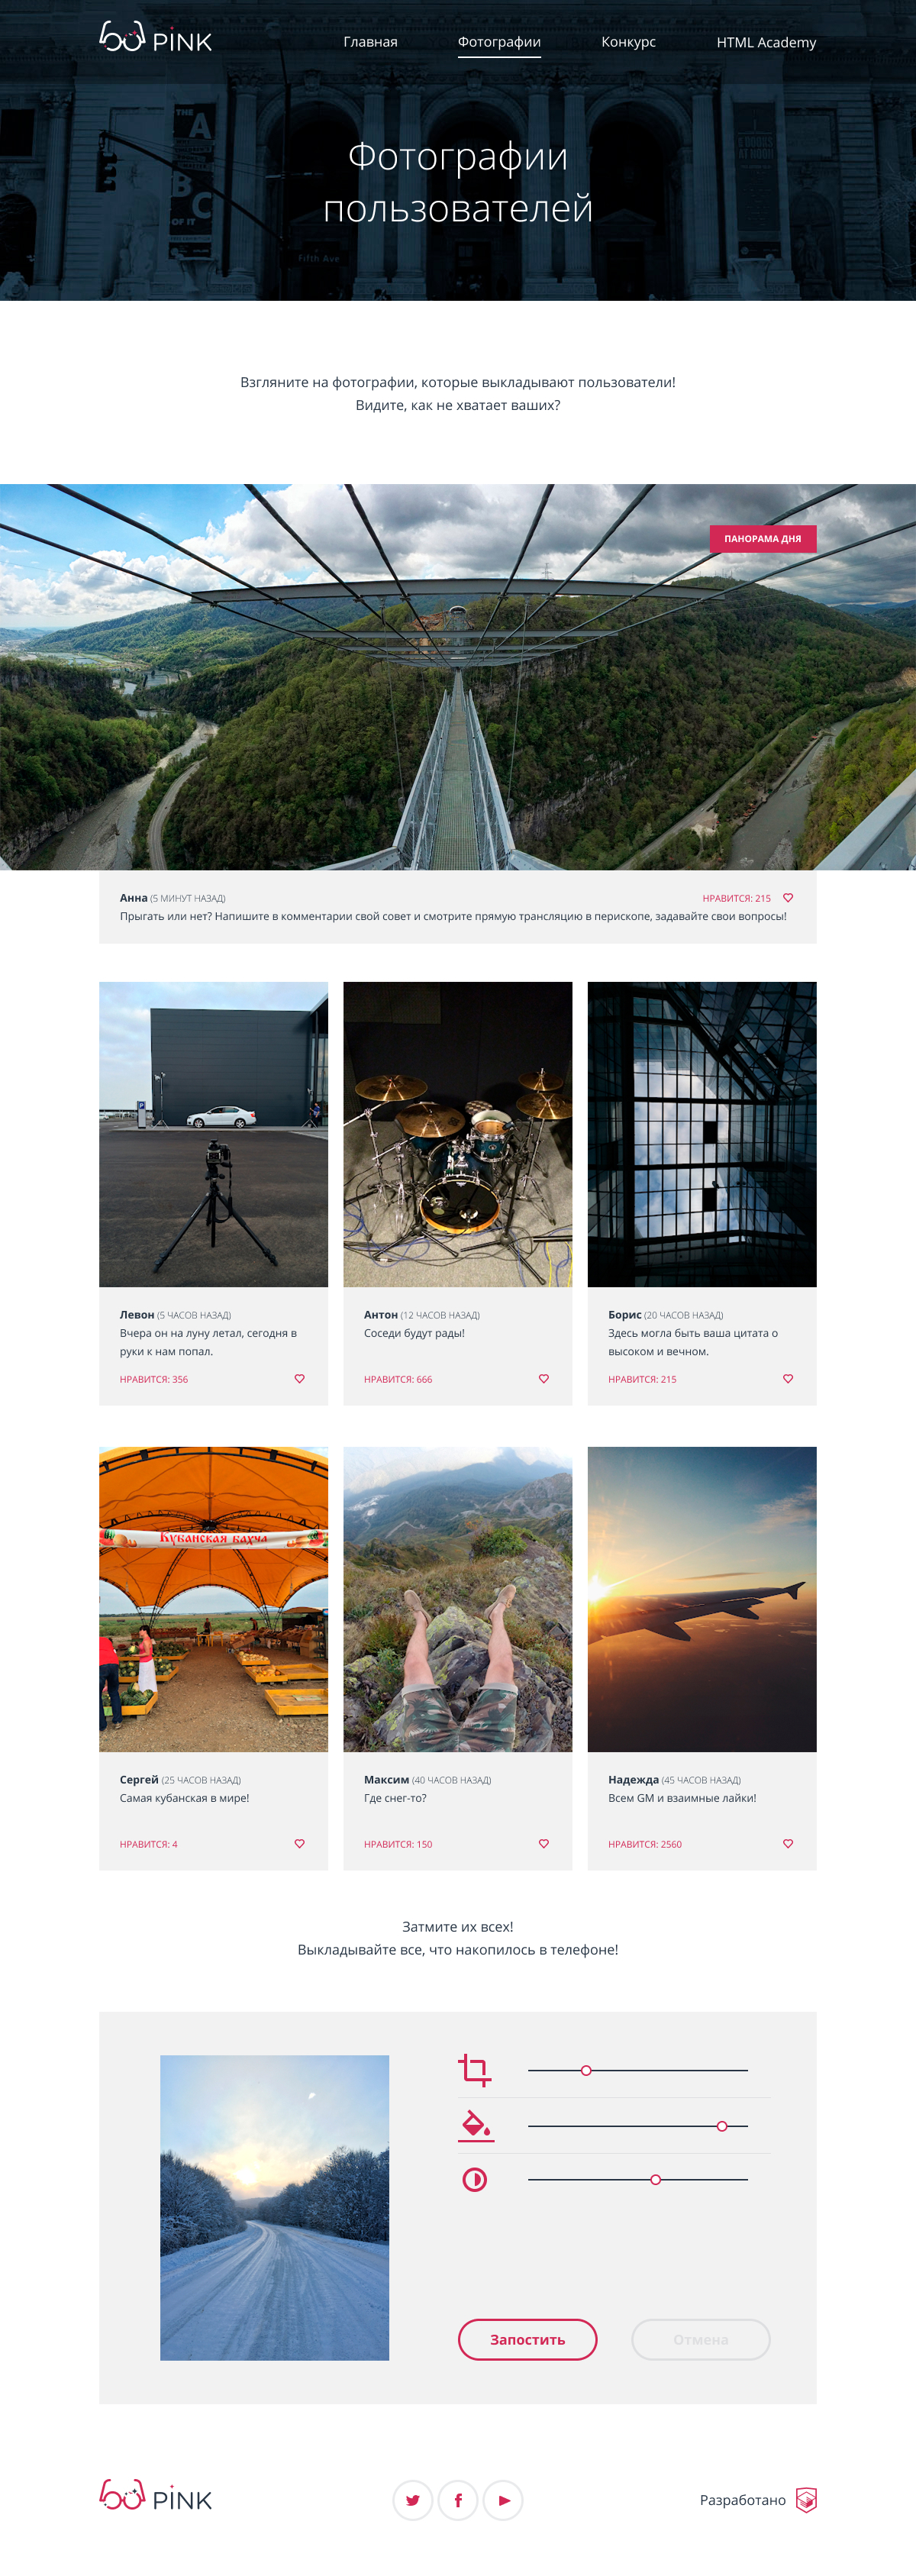 PINK
Главная
Фотографии
Конкурс
HTML Academy
THE
A
B
C
OF IT
Fifth Ave
Фотографии
пользователей
Взгляните на фотографии, которые выкладывают пользователи!
Видите, как не хватает ваших?
ПАНОРАМА ДНЯ
Анна (5 МИНУТ НАЗАД)
НРАВИТСЯ: 215
Прыгать или нет? Напишите в комментарии свой совет и смотрите прямую трансляцию в перископе, задавайте свои вопросы!
Левон (5 ЧАСОВ НАЗАД)
Вчера он на луну летал, сегодня в
руки к нам попал.
НРАВИТСЯ: 356
Антон (12 ЧАСОВ НАЗАД)
Соседи будут рады!
НРАВИТСЯ: 666
Борис (20 ЧАСОВ НАЗАД)
Здесь могла быть ваша цитата о
высоком и вечном.
НРАВИТСЯ: 215
Кубанская бахча
Сергей (25 ЧАСОВ НАЗАД)
Самая кубанская в мире!
НРАВИТСЯ: 4
Максим (40 ЧАСОВ НАЗАД)
Где снег-то?
НРАВИТСЯ: 150
Надежда (45 ЧАСОВ НАЗАД)
Всем GM и взаимные лайки!
НРАВИТСЯ: 2560
Затмите их всех!
Выкладывайте все, что накопилось в телефоне!
Запостить
Отмена
PINK
Разработано